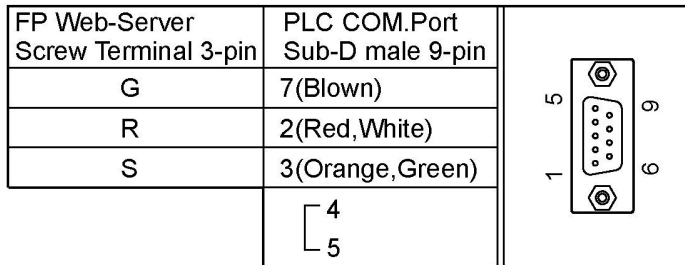 FP Web-Server
Screw Terminal 3-pin
PLC COM.Port
Sub-D male 9-pin
G
7(Blown)
R
2(Red,White)
S
3(Orange,Green)
4
5
5
9
1
6